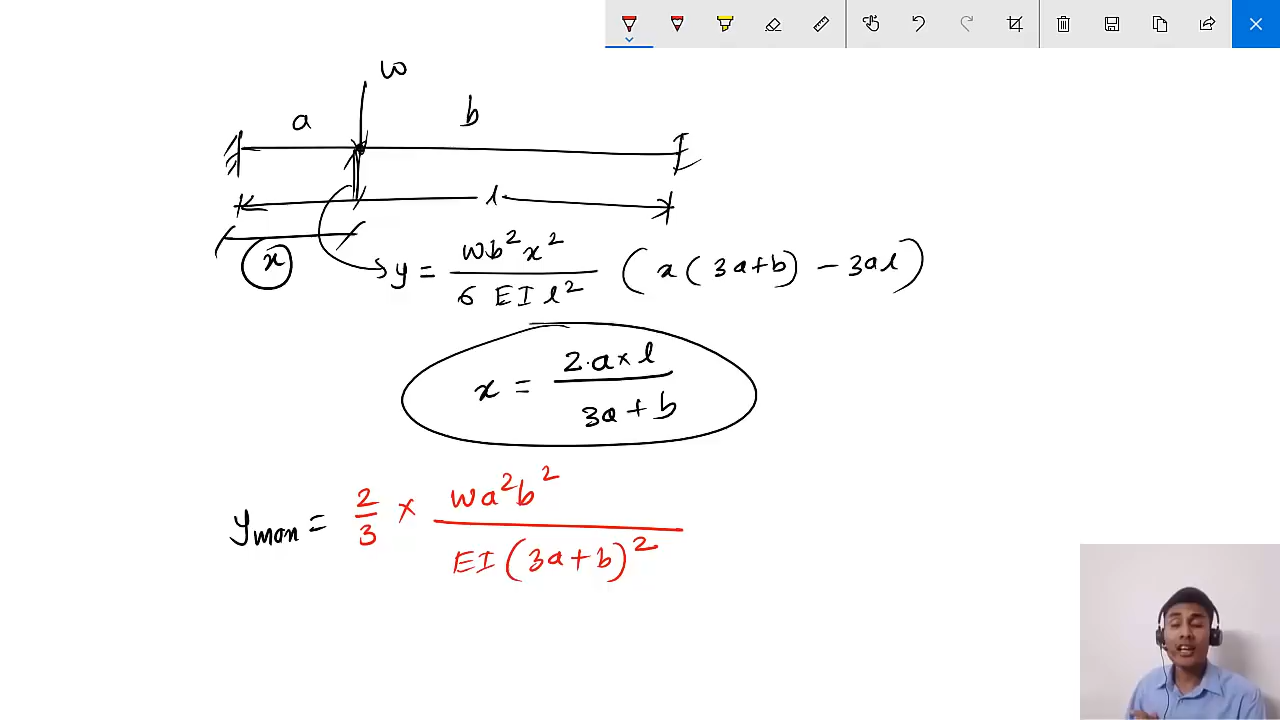 w
a b
l
x
y = wb²x² / 6 EI l² (x(3a+b) - 3al)
x = 2·a×l / 3a+b
ymax = 2/3 × wa²b² / EI(3a+b)²